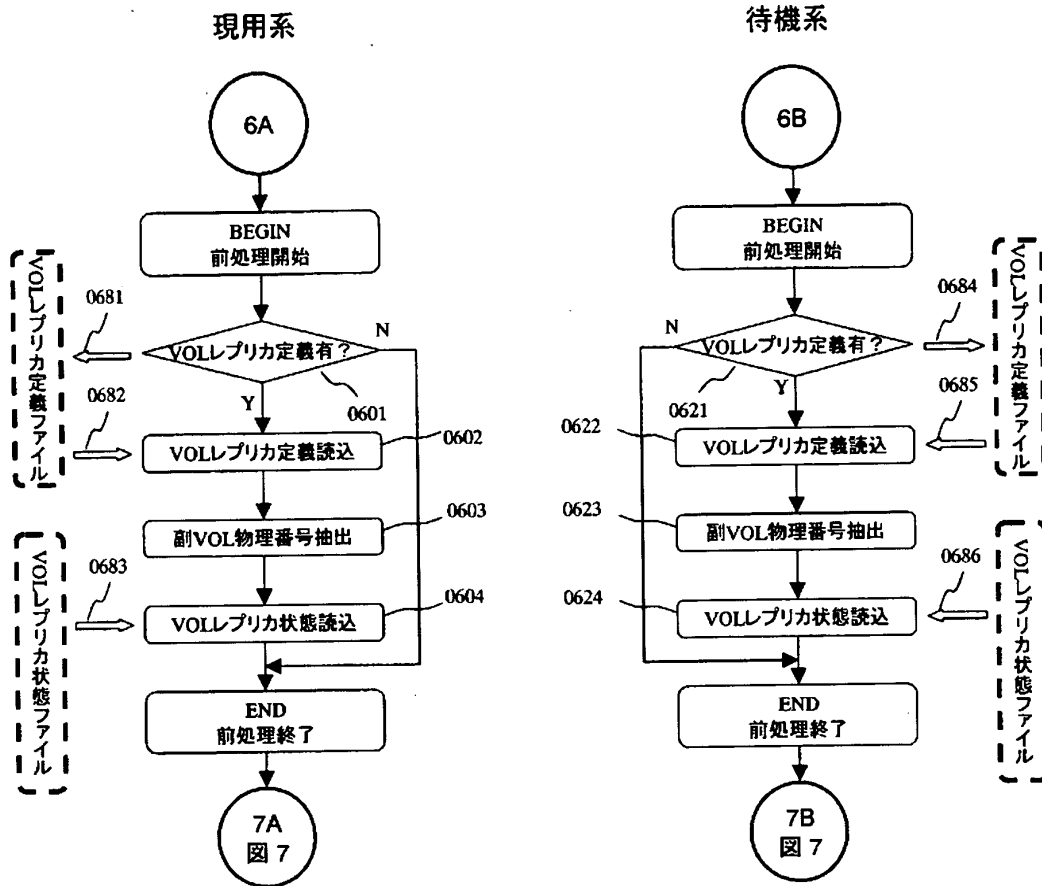 現用系
6A
BEGIN
前処理開始
VOLレプリカ定義有？
N
Y
0601
VOLレプリカ定義読込
0602
副VOL物理番号抽出
0603
VOLレプリカ状態読込
0604
END
前処理終了
7A
図 7
VOLレプリカ定義ファイル
0681
0682
VOLレプリカ状態ファイル
0683
待機系
6B
BEGIN
前処理開始
VOLレプリカ定義有？
N
Y
0621
VOLレプリカ定義読込
0622
副VOL物理番号抽出
0623
VOLレプリカ状態読込
0624
END
前処理終了
7B
図 7
VOLレプリカ定義ファイル
0684
0685
VOLレプリカ状態ファイル
0686